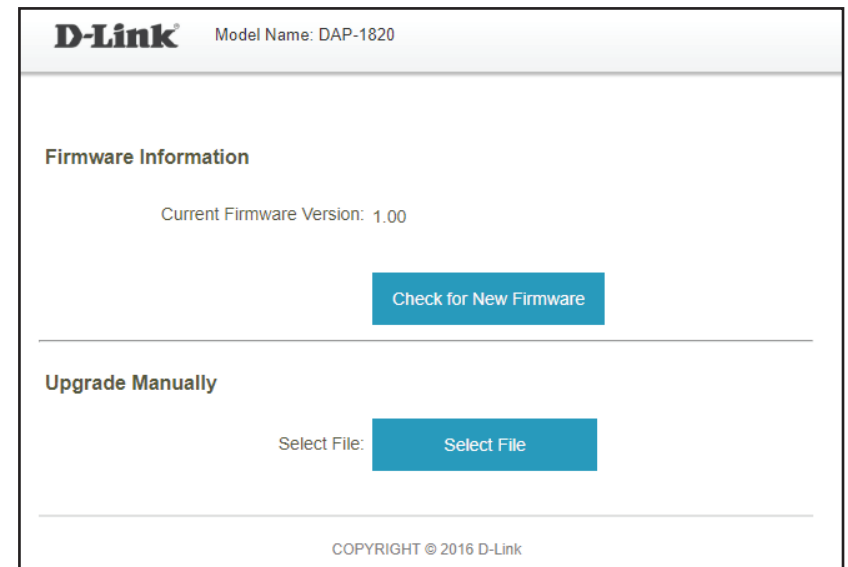 D-Link® Model Name: DAP-1820
Firmware Information
Current Firmware Version: 1.00
Check for New Firmware
Upgrade Manually
Select File: Select File
COPYRIGHT © 2016 D-Link